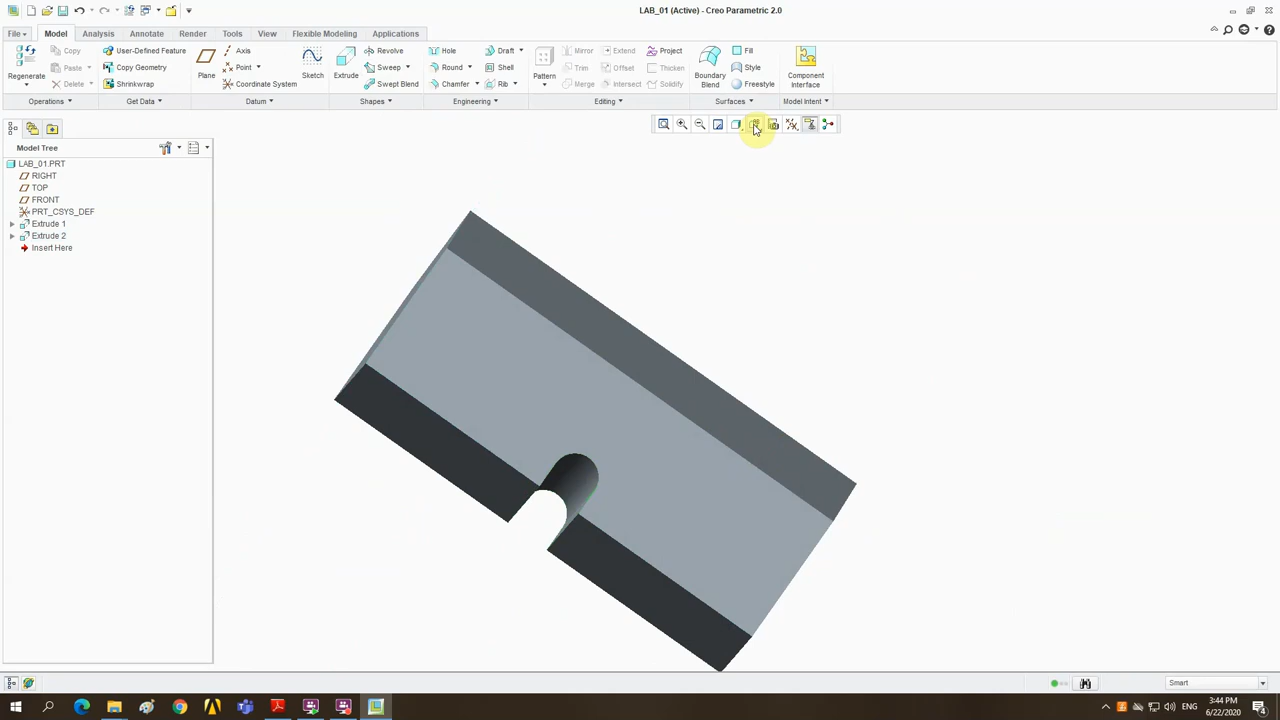 LAB_01 (Active) - Creo Parametric 2.0
File Model Analysis Annotate Render Tools View Flexible Modeling Applications
Regenerate Copy Paste Delete
User-Defined Feature Copy Geometry Shrinkwrap
Plane Axis Point Coordinate System
Sketch
Extrude Revolve Sweep Swept Blend
Hole Round Chamfer Draft Shell Rib
Pattern Mirror Trim Merge Extend Offset Intersect Project Thicken Solidify
Boundary Blend Fill Style Freestyle
Component Interface
Operations Get Data Datum Shapes Engineering Editing Surfaces Model Intent
Model Tree
LAB_01.PRT
RIGHT
TOP
FRONT
PRT_CSYS_DEF
Extrude 1
Extrude 2
Insert Here
Smart
ENG
3:44 PM
6/22/2020
4